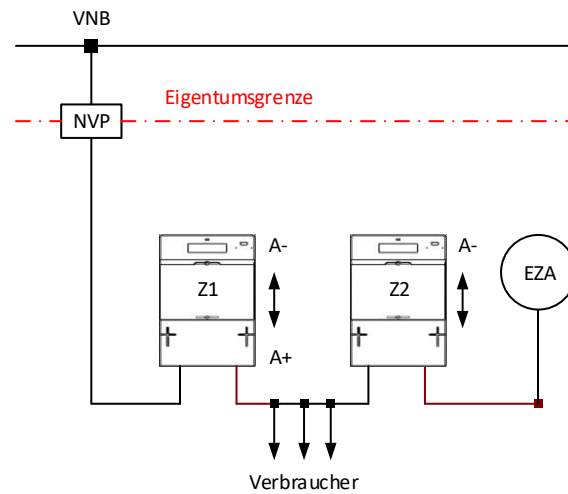 VNB
Eigentumsgrenze
NVP
A- A-
Z1 Z2 EZA
A+
Verbraucher